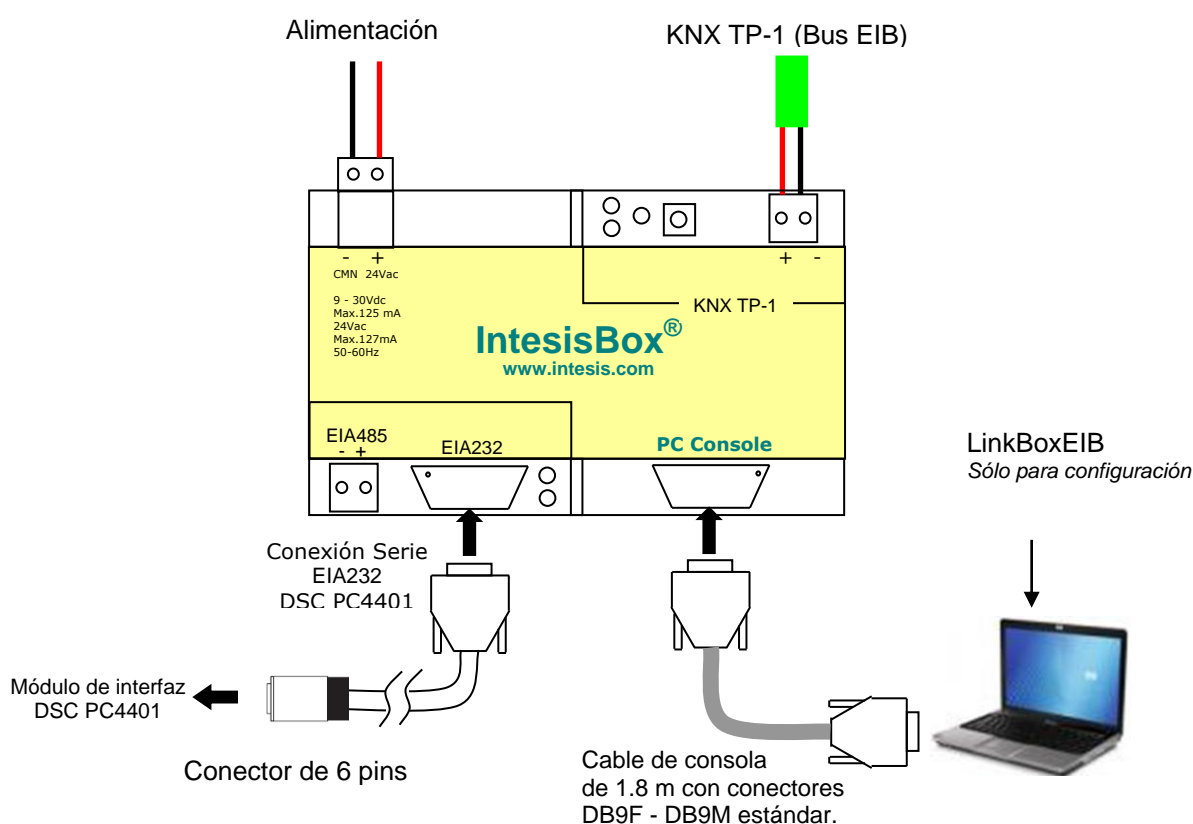 Alimentación
KNX TP-1 (Bus EIB)
- +
CMN 24Vac
9 - 30Vdc
Max.125 mA
24Vac
Max.127mA
50-60Hz
+ -
KNX TP-1
IntesisBox®
www.intesis.com
EIA485
- +
EIA232
PC Console
LinkBoxEIB
Sólo para configuración
Conexión Serie
EIA232
DSC PC4401
Módulo de interfaz
DSC PC4401
Conector de 6 pins
Cable de consola
de 1.8 m con conectores
DB9F - DB9M estándar.